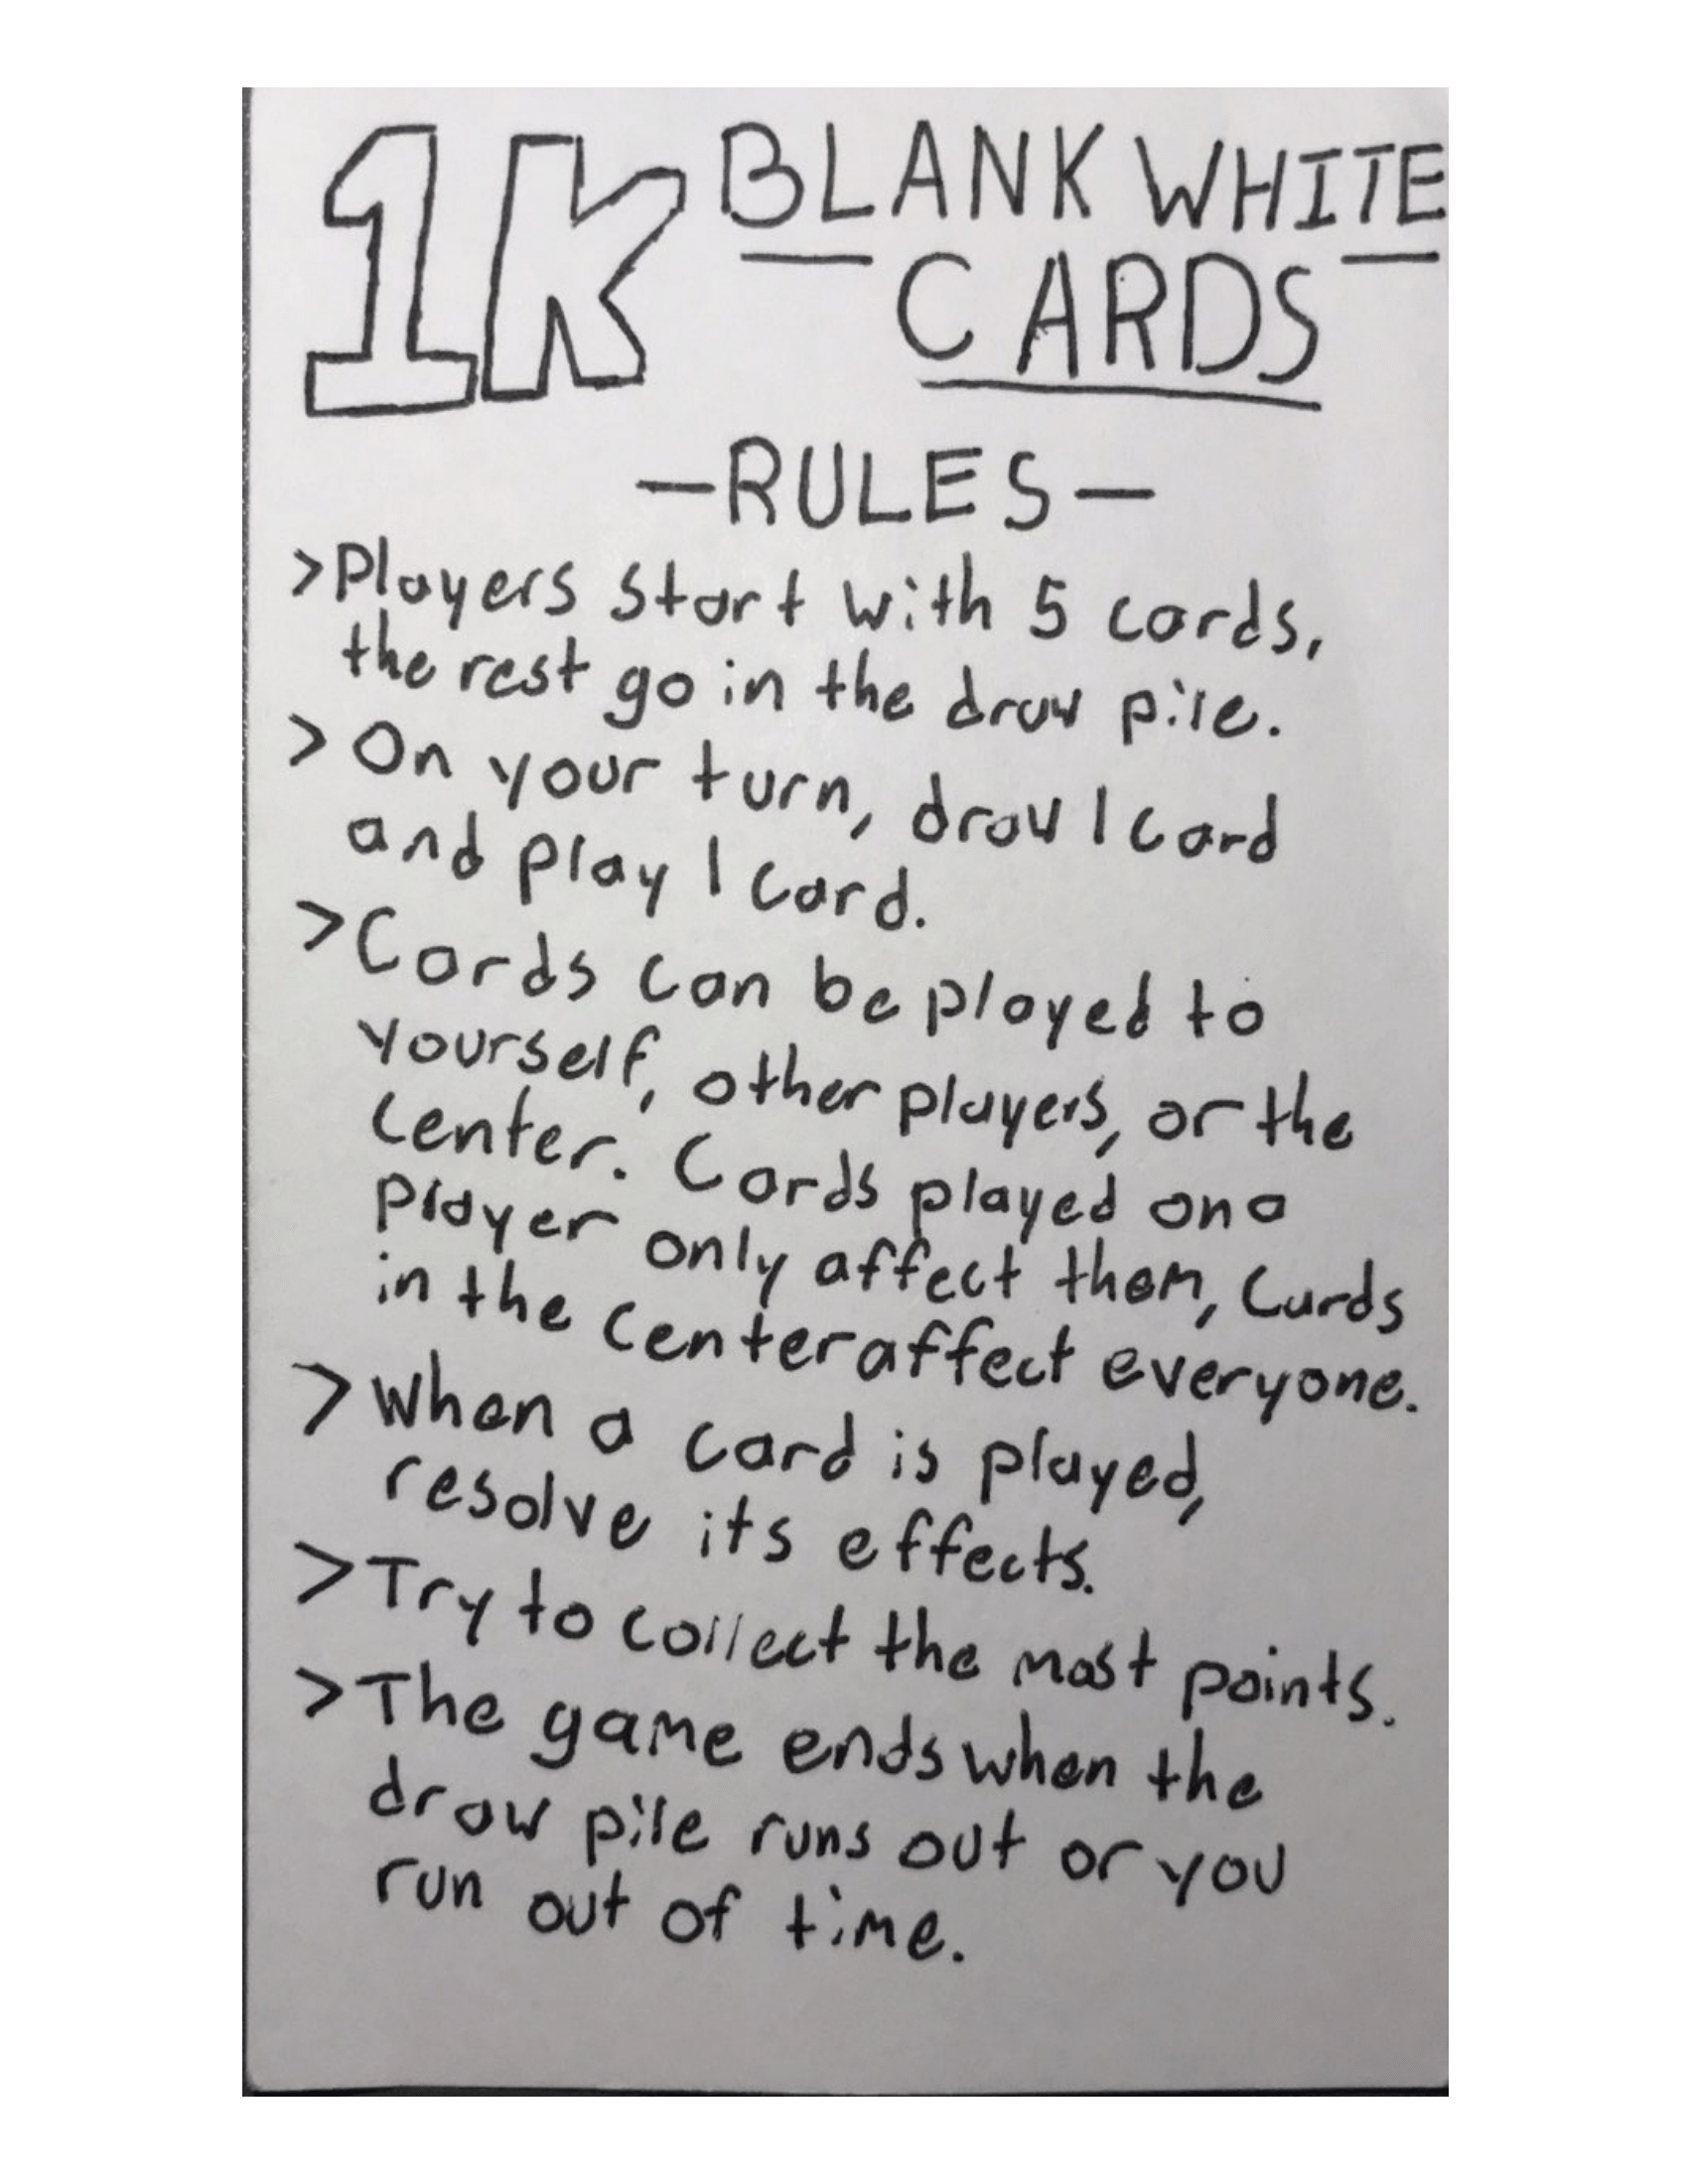 1K BLANK WHITE
CARDS
-RULES-
>Players start with 5 cards,
the rest go in the draw pile.
> On your turn, draw 1 card
and play 1 card.
>Cards can be played to
yourself, other players, or the
center. Cards played on a
player only affect them, Cards
in the center affect everyone.
>When a card is played,
resolve its effects.
>Try to collect the most points.
>The game ends when the
draw pile runs out or you
run out of time.